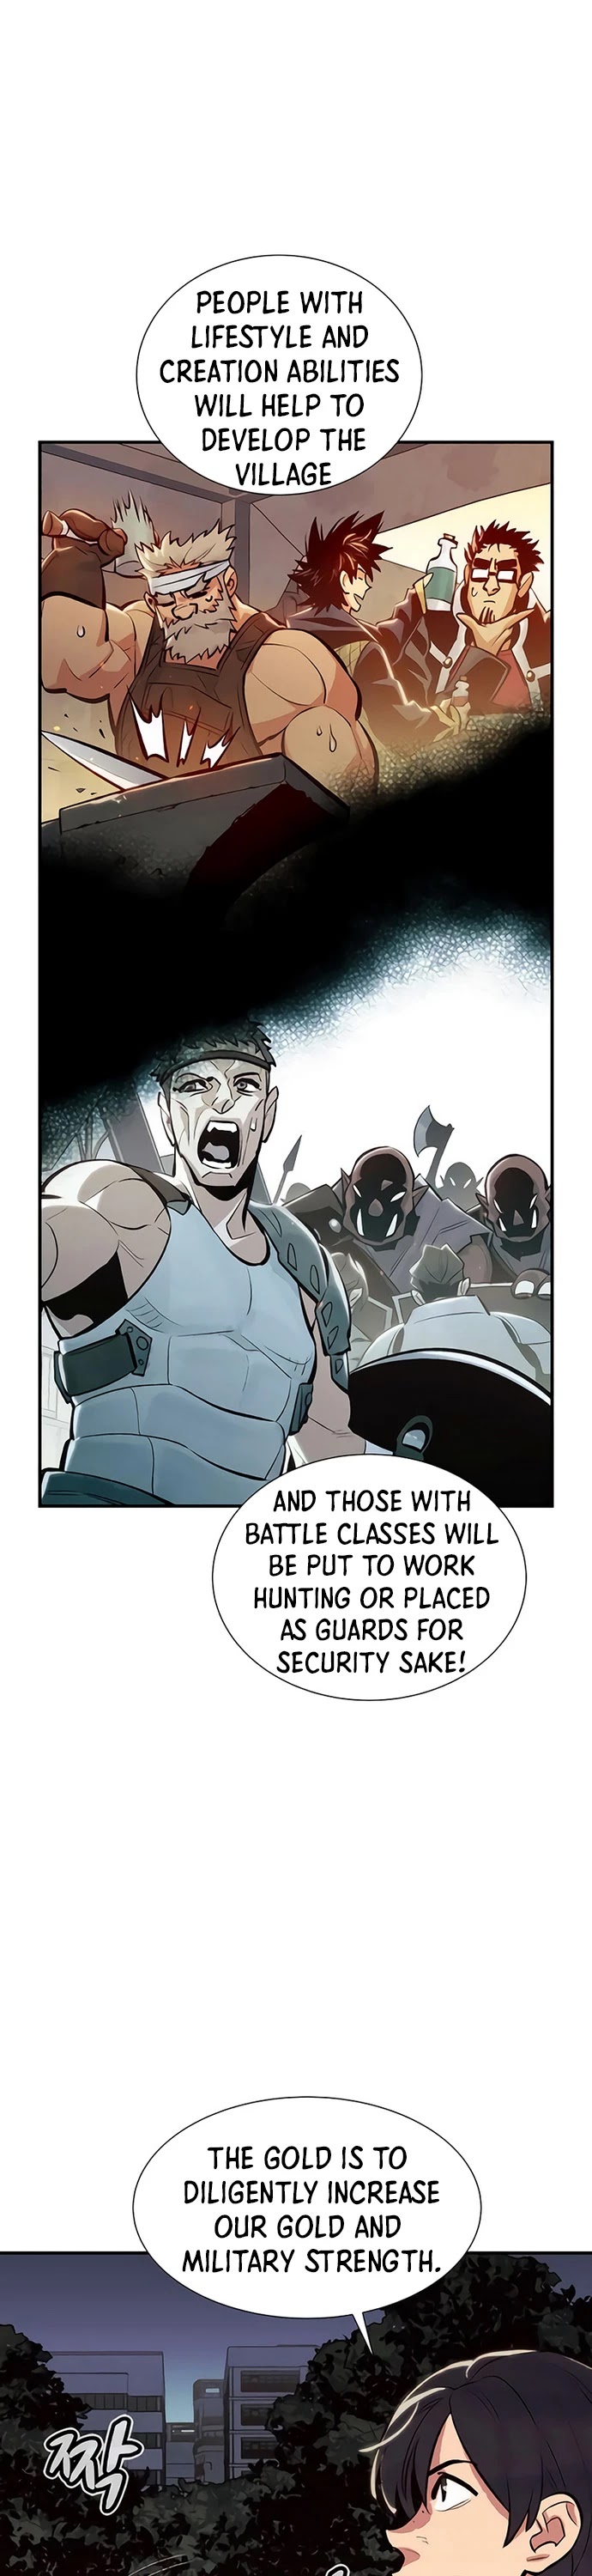 PEOPLE WITH
LIFESTYLE AND
CREATION ABILITIES
WILL HELP TO
DEVELOP THE
VILLAGE
AND THOSE WITH
BATTLE CLASSES WILL
BE PUT TO WORK
HUNTING OR PLACED
AS GUARDS FOR
SECURITY SAKE!
THE GOLD IS TO
DILIGENTLY INCREASE
OUR GOLD AND
MILITARY STRENGTH.
짝